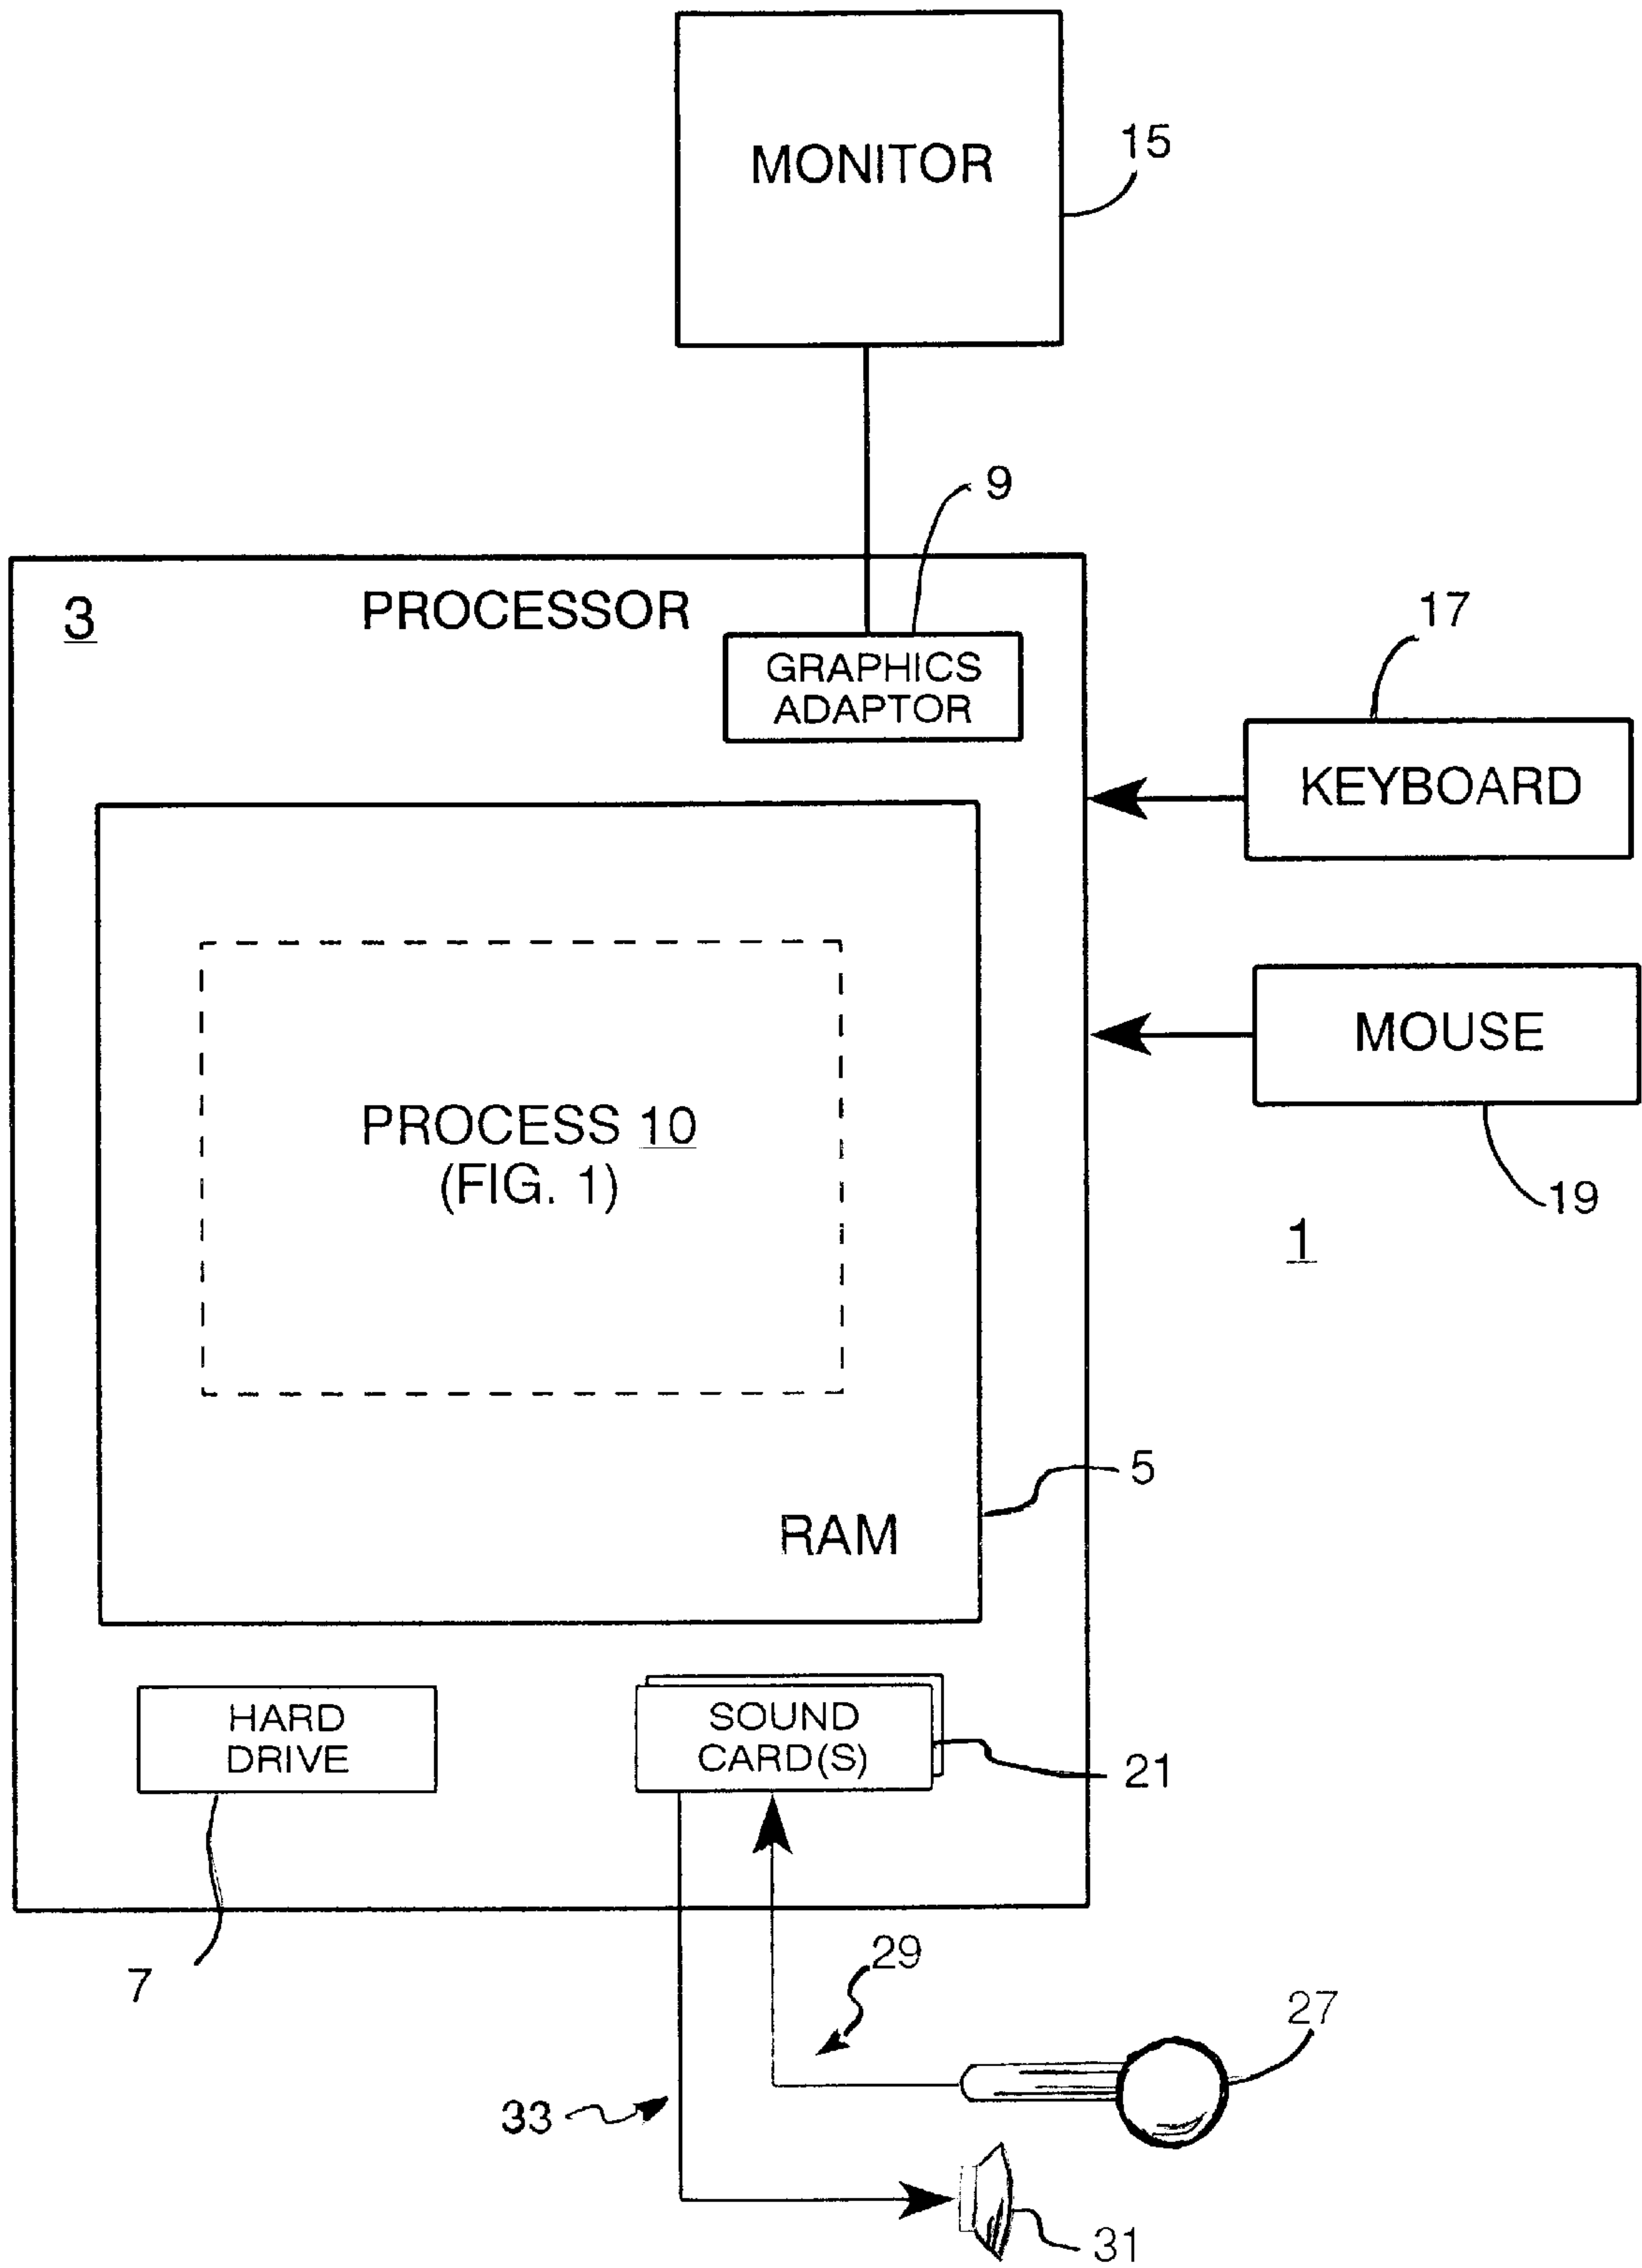 MONITOR
15
9
3
PROCESSOR
GRAPHICS
ADAPTOR
17
KEYBOARD
MOUSE
19
1
PROCESS 10
(FIG. 1)
5
RAM
HARD
DRIVE
SOUND
CARD(S)
21
7
29
27
33
31